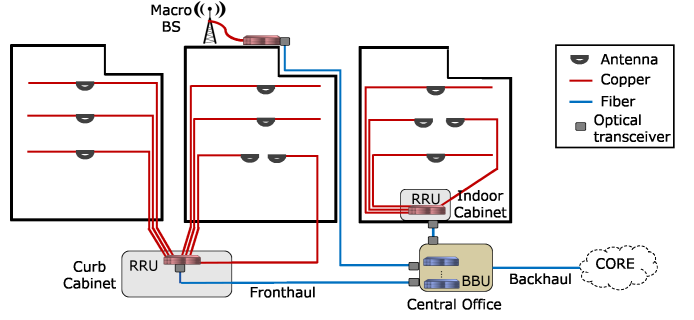 Macro
BS
Antenna
Copper
Fiber
Optical
transceiver
RRU
Indoor
Cabinet
Curb
Cabinet
RRU
Fronthaul
BBU
Central Office
Backhaul
CORE